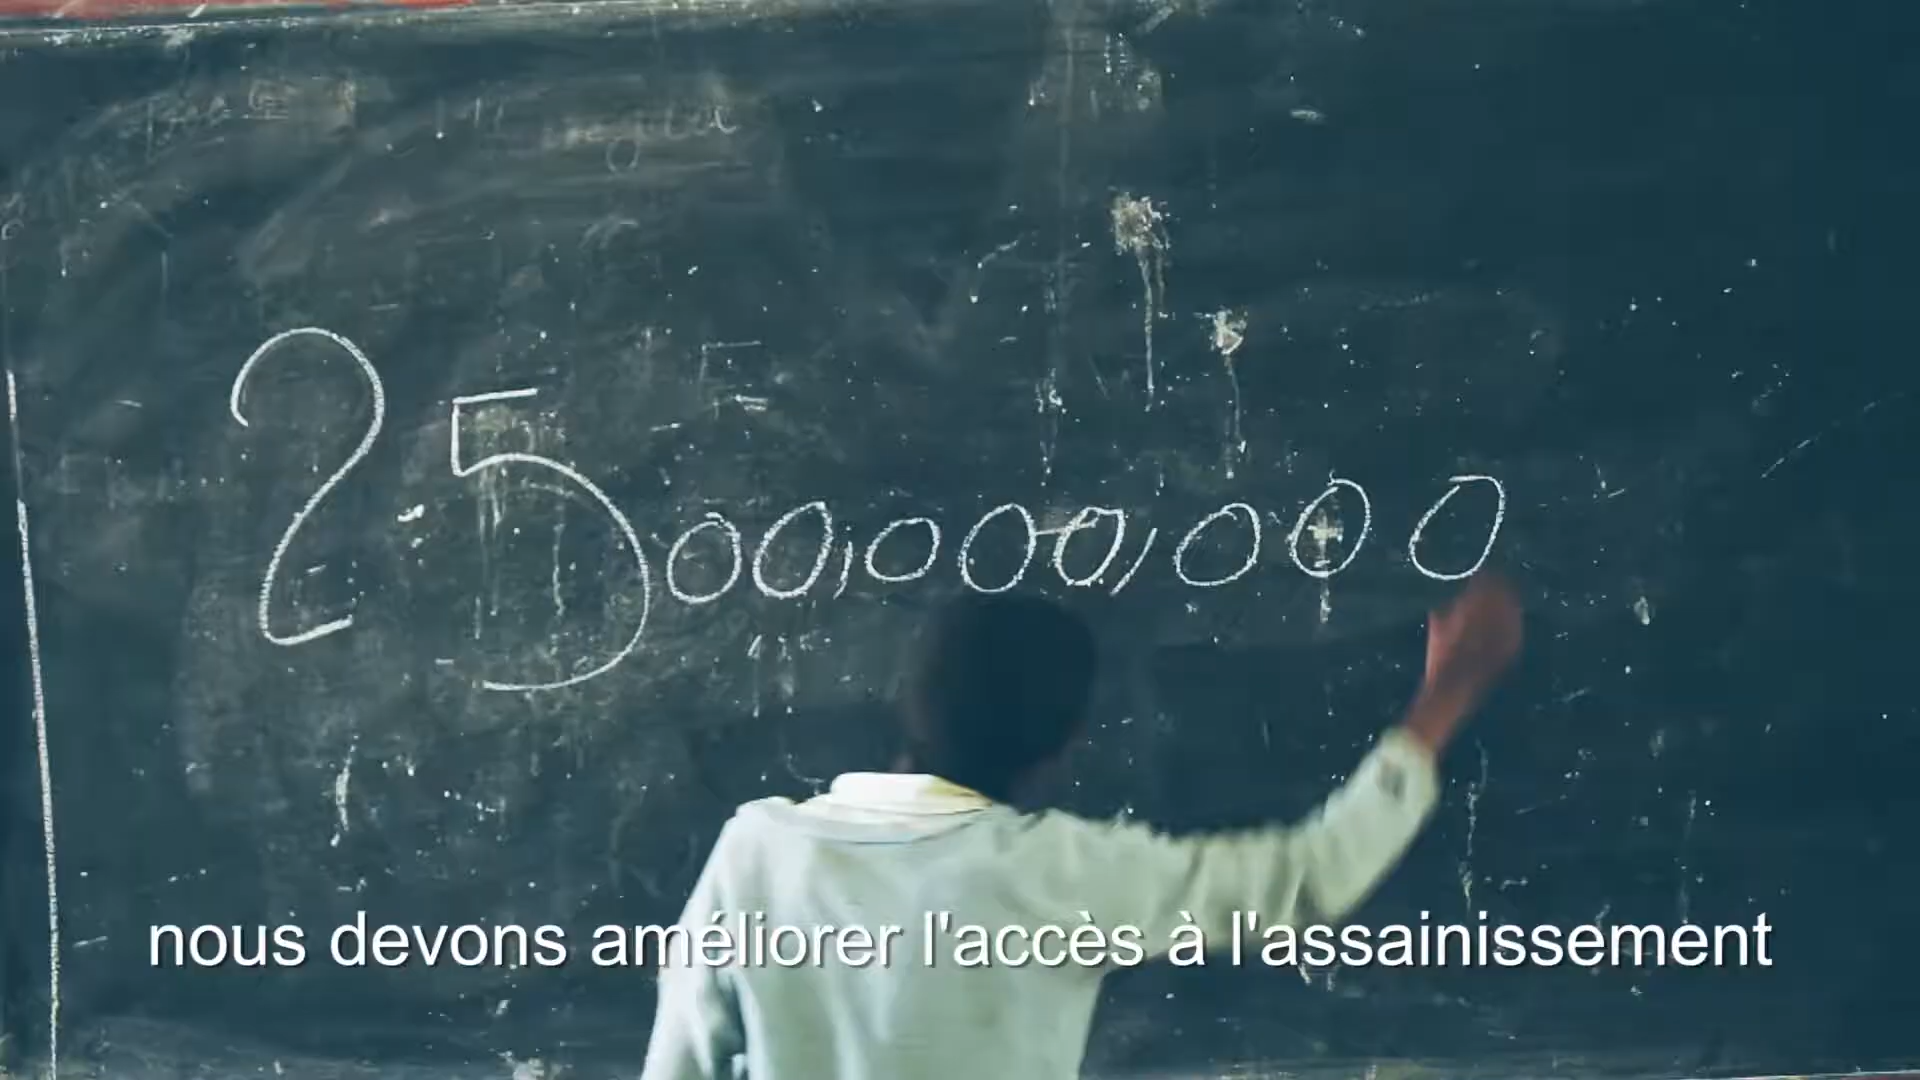 2500,000,000
nous devons améliorer l'accès à l'assainissement